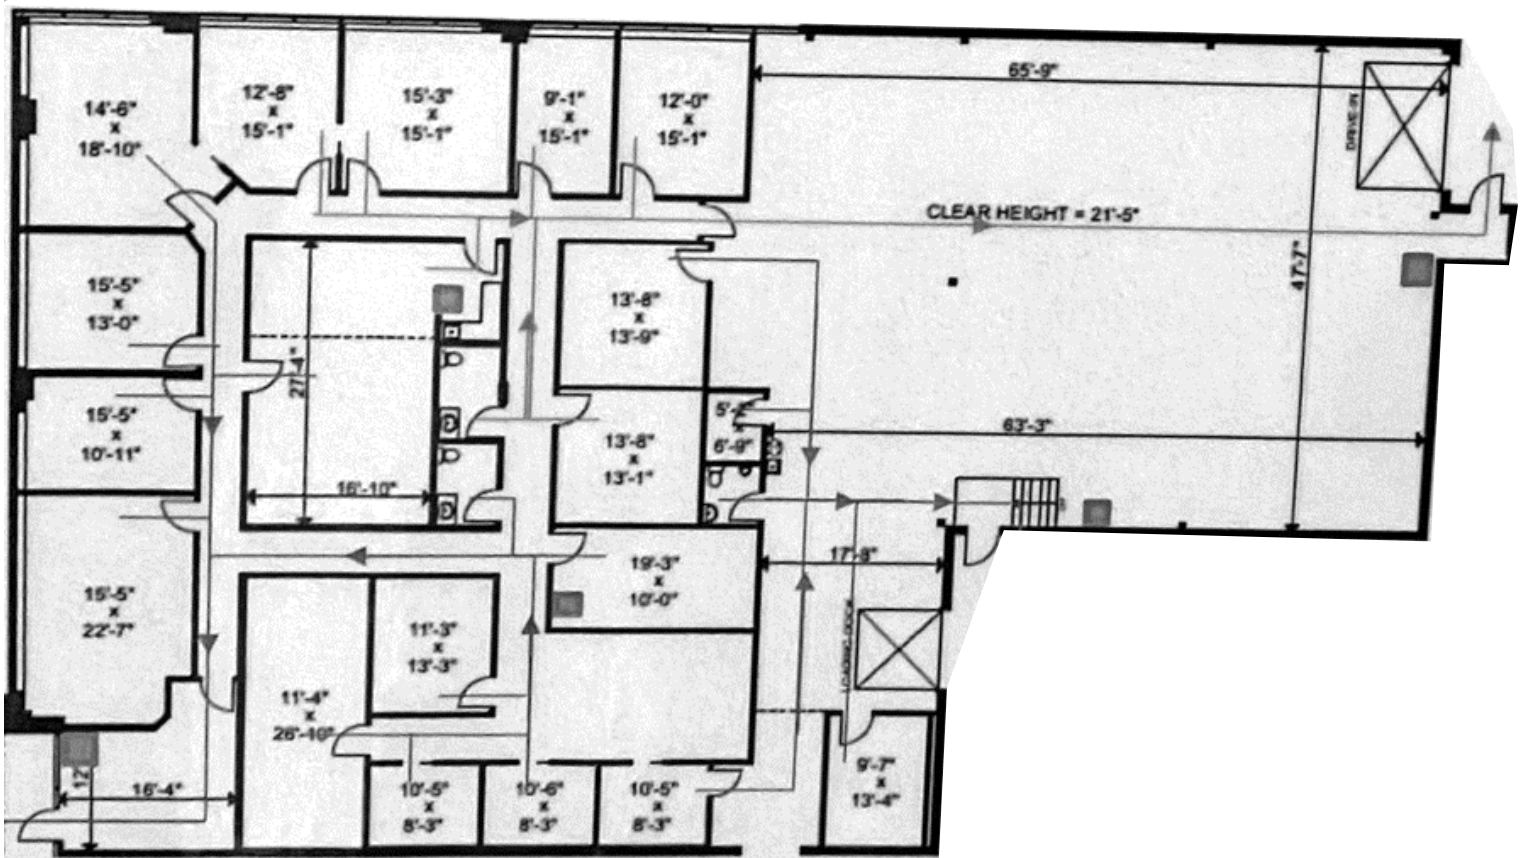 14'-6"
x
18'-10"
12'-8"
x
15'-1"
15'-3"
x
15'-1"
9'-1"
x
15'-1"
12'-0"
x
15'-1"
65'-9"
DRIVE-IN
CLEAR HEIGHT = 21'-5"
47'-7"
15'-5"
x
13'-0"
27'-4"
13'-8"
x
13'-9"
15'-5"
x
10'-11"
13'-8"
x
13'-1"
5'-2"
x
6'-9"
63'-3"
16'-10"
17'-8"
19'-3"
x
10'-0"
15'-5"
x
22'-7"
11'-3"
x
13'-3"
LOADING DOCK
11'-4"
x
26'-10"
12'
16'-4"
10'-5"
x
8'-3"
10'-6"
x
8'-3"
10'-5"
x
8'-3"
9'-7"
x
13'-4"